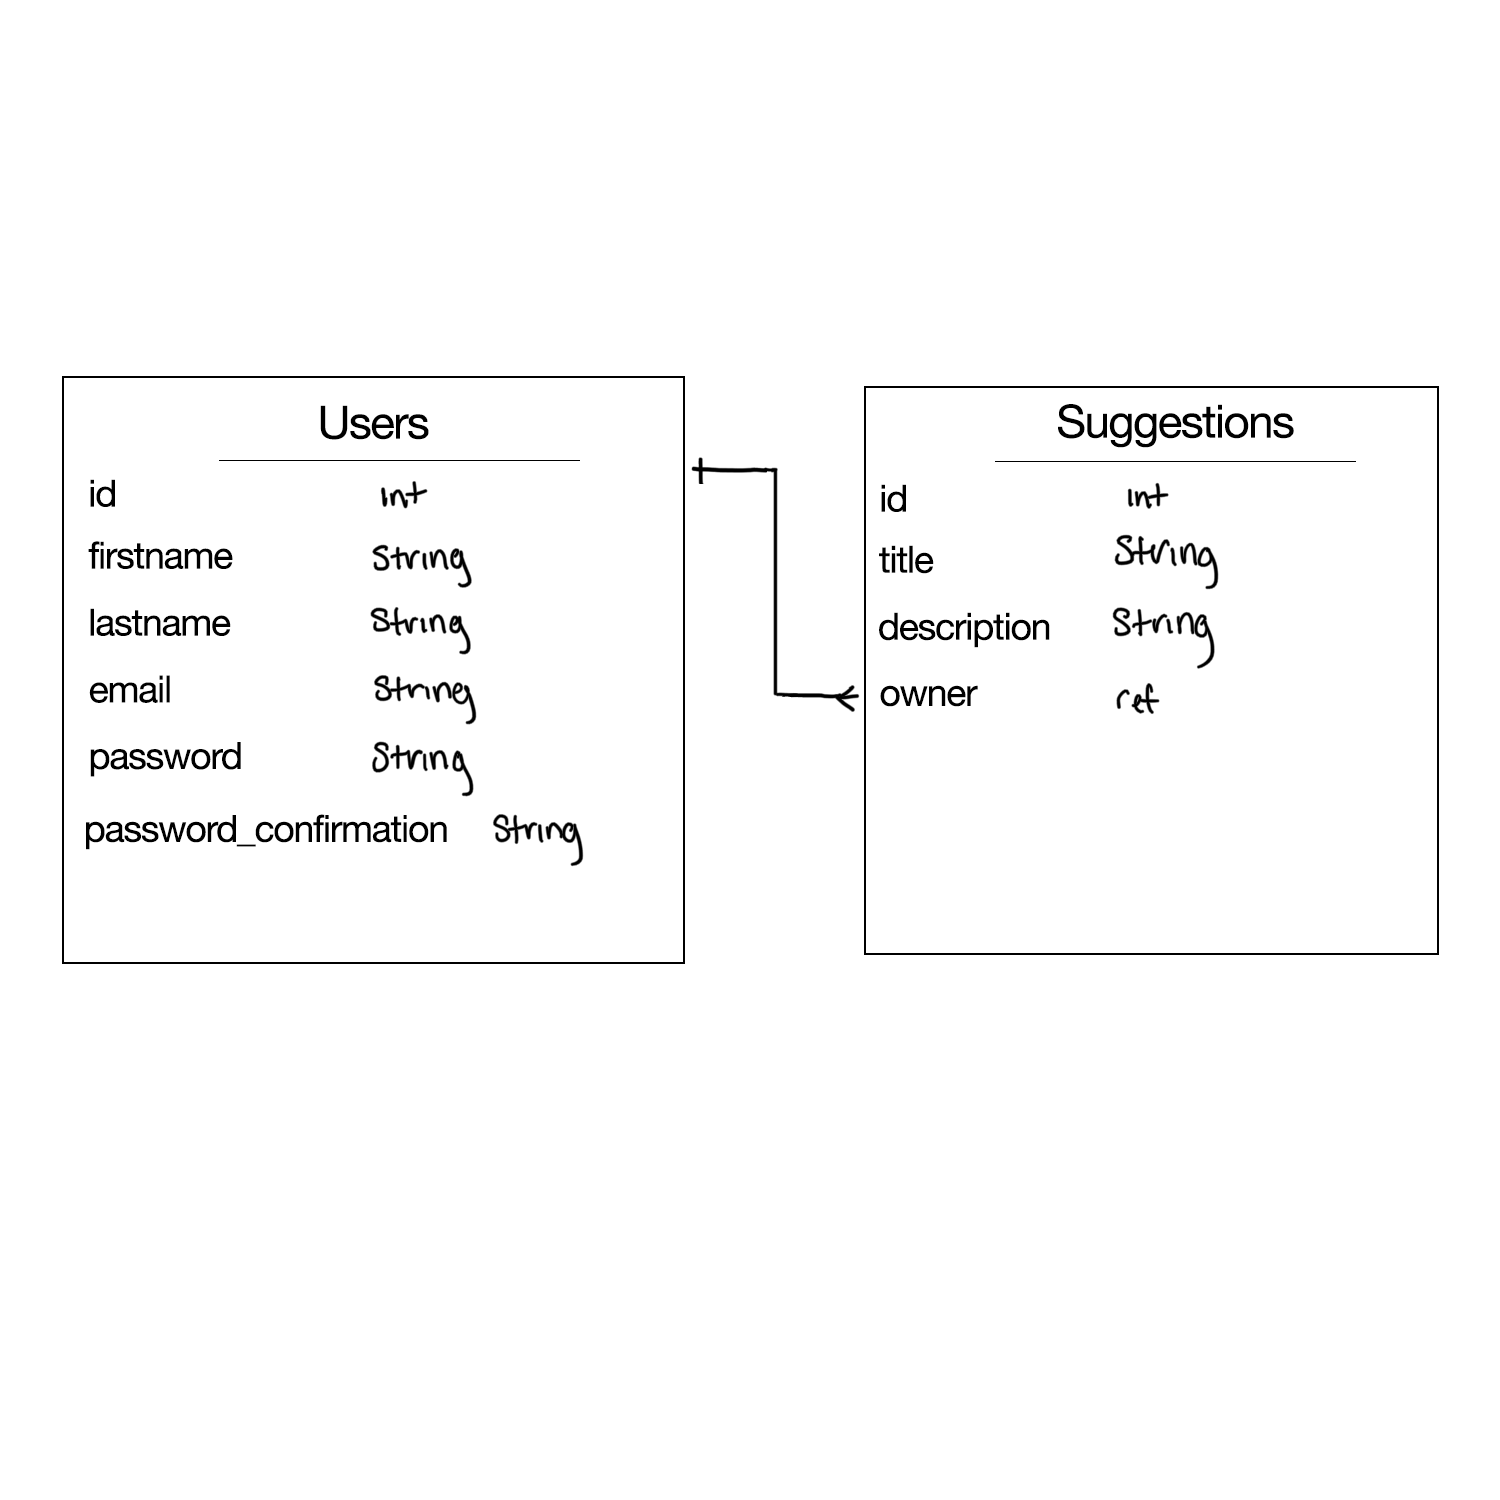 Users
id Int
firstname String
lastname String
email String
password String
password_confirmation String
Suggestions
id Int
title String
description String
owner ref